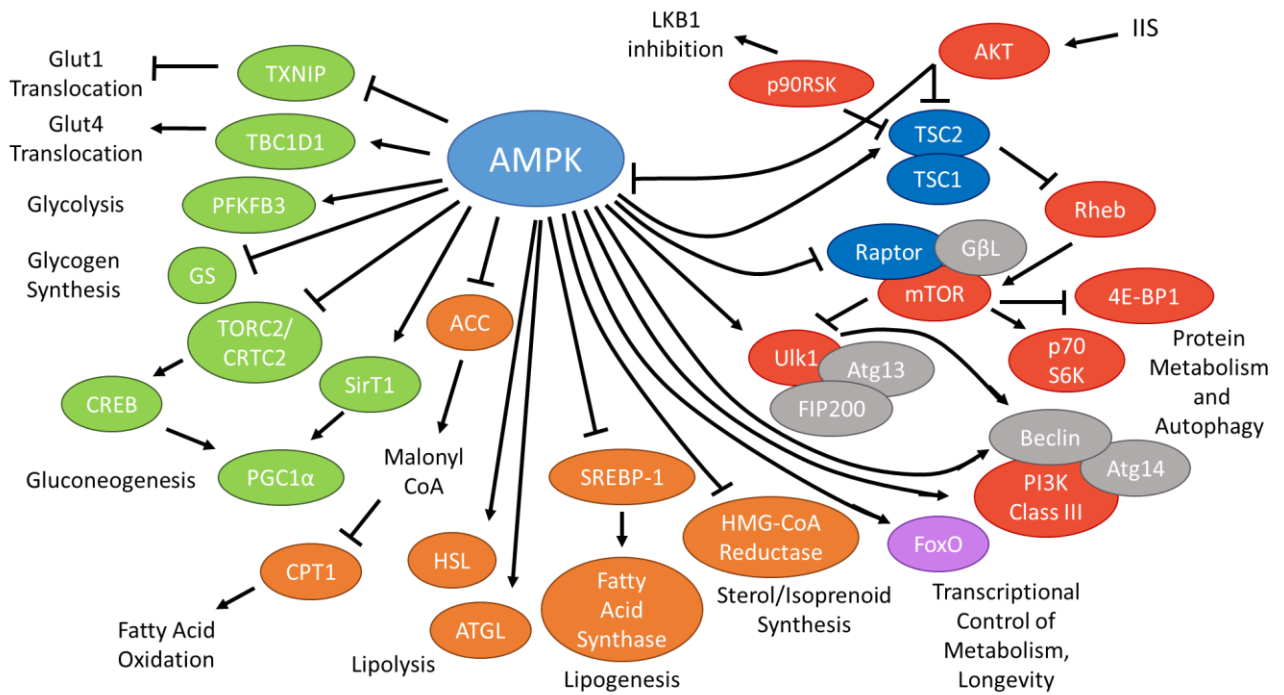 Glut1
Translocation
TXNIP
Glut4
Translocation
TBC1D1
Glycolysis
PFKFB3
Glycogen
Synthesis
GS
TORC2/
CRTC2
CREB
SirT1
Gluconeogenesis
PGC1α
AMPK
ACC
Malonyl
CoA
CPT1
Fatty Acid
Oxidation
HSL
ATGL
Lipolysis
SREBP-1
Fatty
Acid
Synthase
Lipogenesis
HMG-CoA
Reductase
Sterol/Isoprenoid
Synthesis
FoxO
Transcriptional
Control of
Metabolism,
Longevity
LKB1
inhibition
p90RSK
AKT
IIS
TSC2
TSC1
Rheb
Raptor
GβL
mTOR
4E-BP1
p70
S6K
Protein
Metabolism
and
Autophagy
Ulk1
Atg13
FIP200
Beclin
Atg14
PI3K
Class III